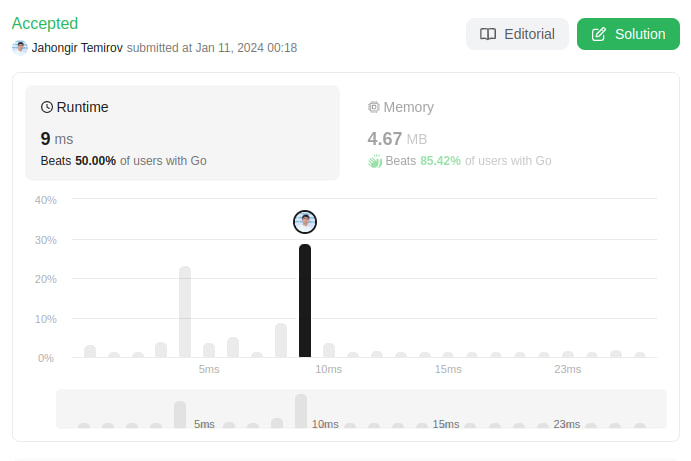 Accepted
Jahongir Temirov submitted at Jan 11, 2024 00:18
Editorial
Solution
Runtime
9 ms
Beats 50.00% of users with Go
Memory
4.67 MB
Beats 85.42% of users with Go
40%
30%
20%
10%
0%
5ms 10ms 15ms 23ms
5ms 10ms 15ms 23ms